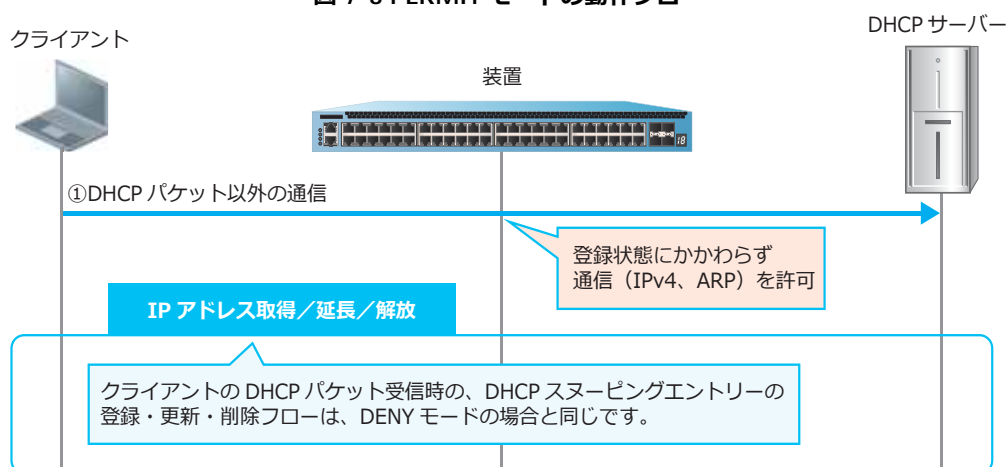 クライアント
DHCP サーバー
装置
①DHCP パケット以外の通信
登録状態にかかわらず
通信（IPv4、ARP）を許可
IP アドレス取得／延長／解放
クライアントの DHCP パケット受信時の、DHCP スヌーピングエントリーの
登録・更新・削除フローは、DENY モードの場合と同じです。